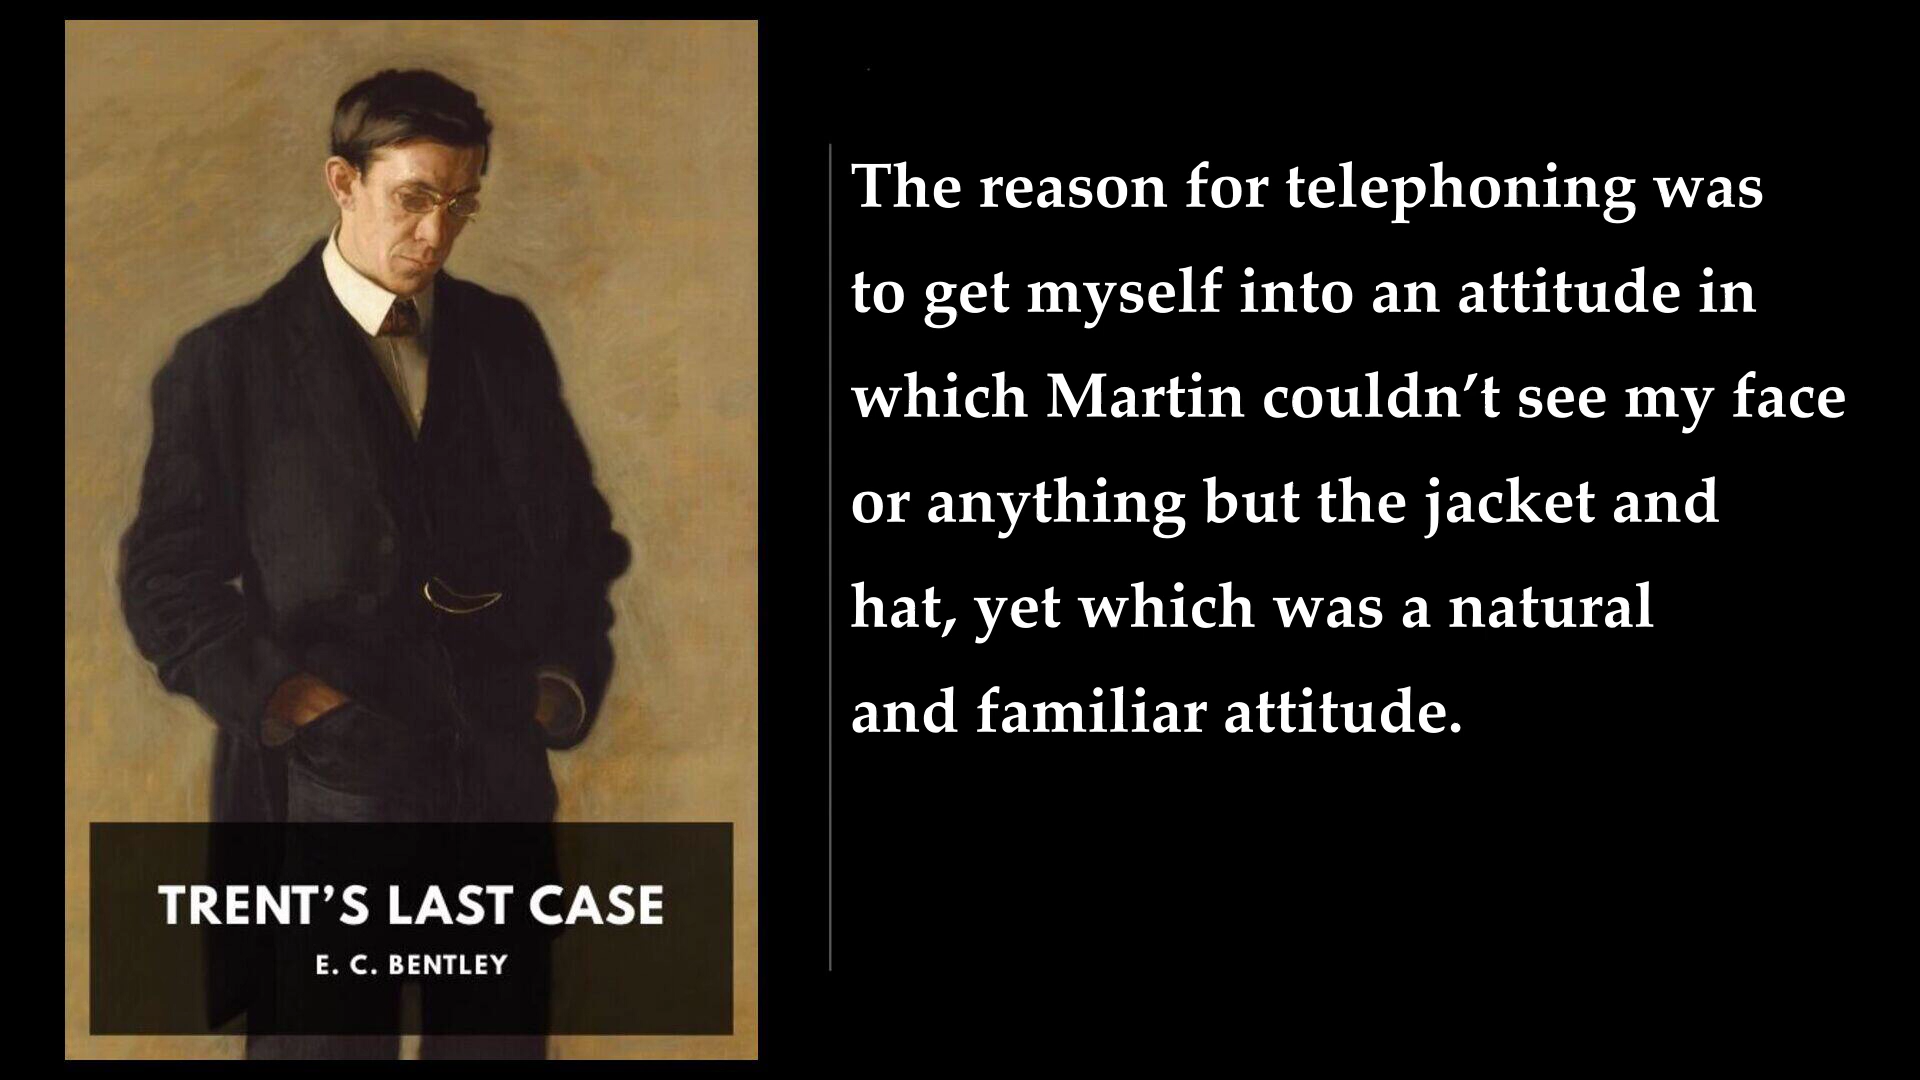 TRENT’S LAST CASE
E. C. BENTLEY
The reason for telephoning was
to get myself into an attitude in
which Martin couldn’t see my face
or anything but the jacket and
hat, yet which was a natural
and familiar attitude.